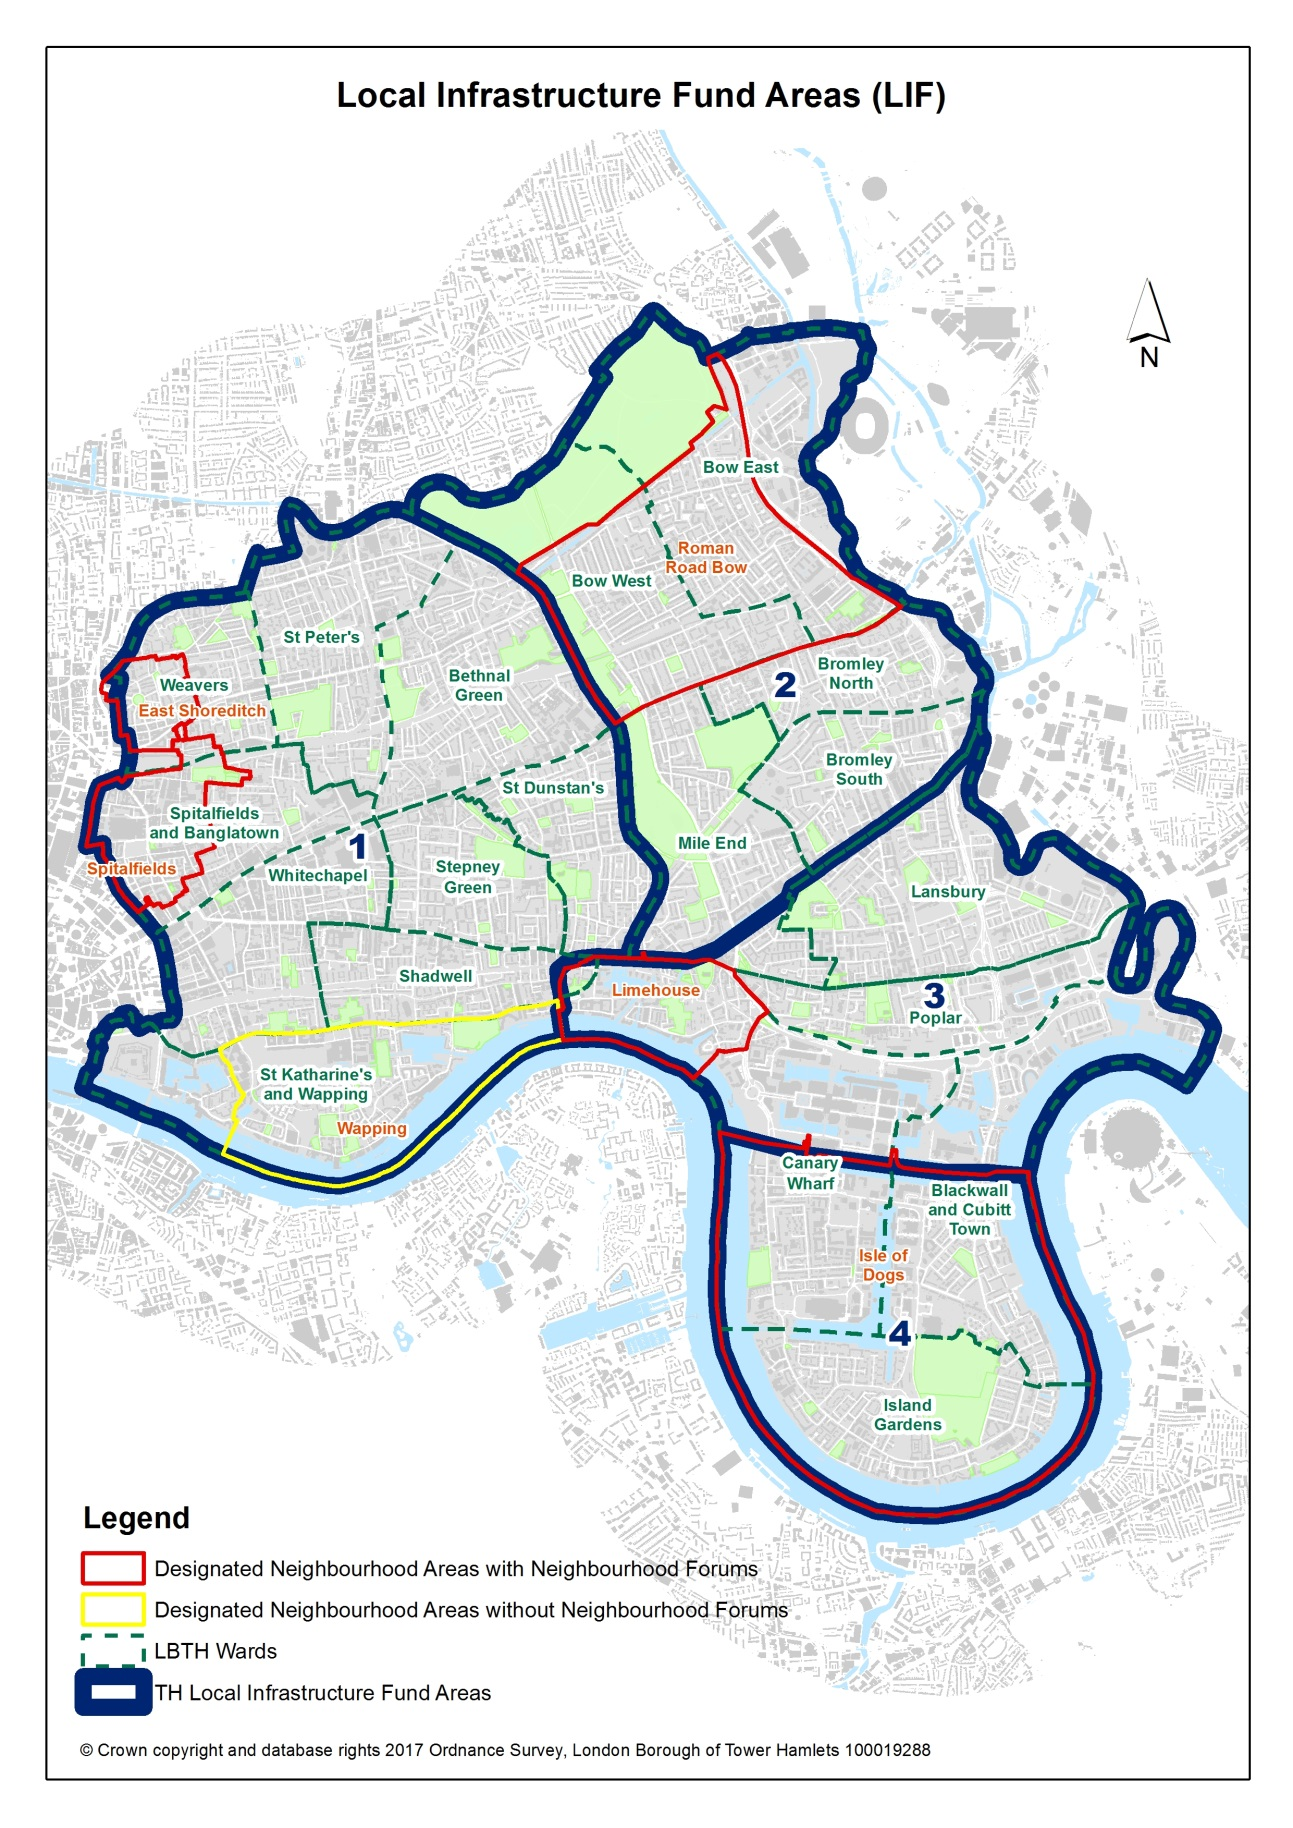 Local Infrastructure Fund Areas (LIF)
N
Bow East
Roman
Road Bow
Bow West
St Peter's
Bethnal
Green
Weavers
East Shoreditch
2
Bromley
North
Bromley
South
St Dunstan's
Spitalfields
and Banglatown
1
Mile End
Spitalfields
Whitechapel
Stepney
Green
Lansbury
Shadwell
Limehouse
3
Poplar
St Katharine's
and Wapping
Wapping
Canary
Wharf
Blackwall
and Cubitt
Town
Isle of
Dogs
4
Island
Gardens
Legend
Designated Neighbourhood Areas with Neighbourhood Forums
Designated Neighbourhood Areas without Neighbourhood Forums
LBTH Wards
TH Local Infrastructure Fund Areas
© Crown copyright and database rights 2017 Ordnance Survey, London Borough of Tower Hamlets 100019288